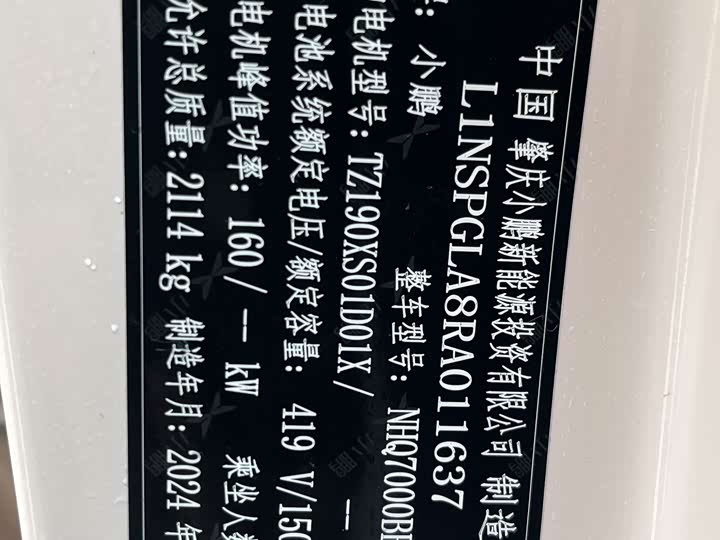 中国 肇庆小鹏新能源投资有限公司 制造
L1NSPGLA8RA011637
: 小鹏 整车型号: NHQ7000B
电机型号: TZ190XS01D01X/ --
电池系统额定电压/额定容量: 419 V/150
电机峰值功率: 160/-- kW 乘坐人数
允许总质量: 2114 kg 制造年月: 2024 年